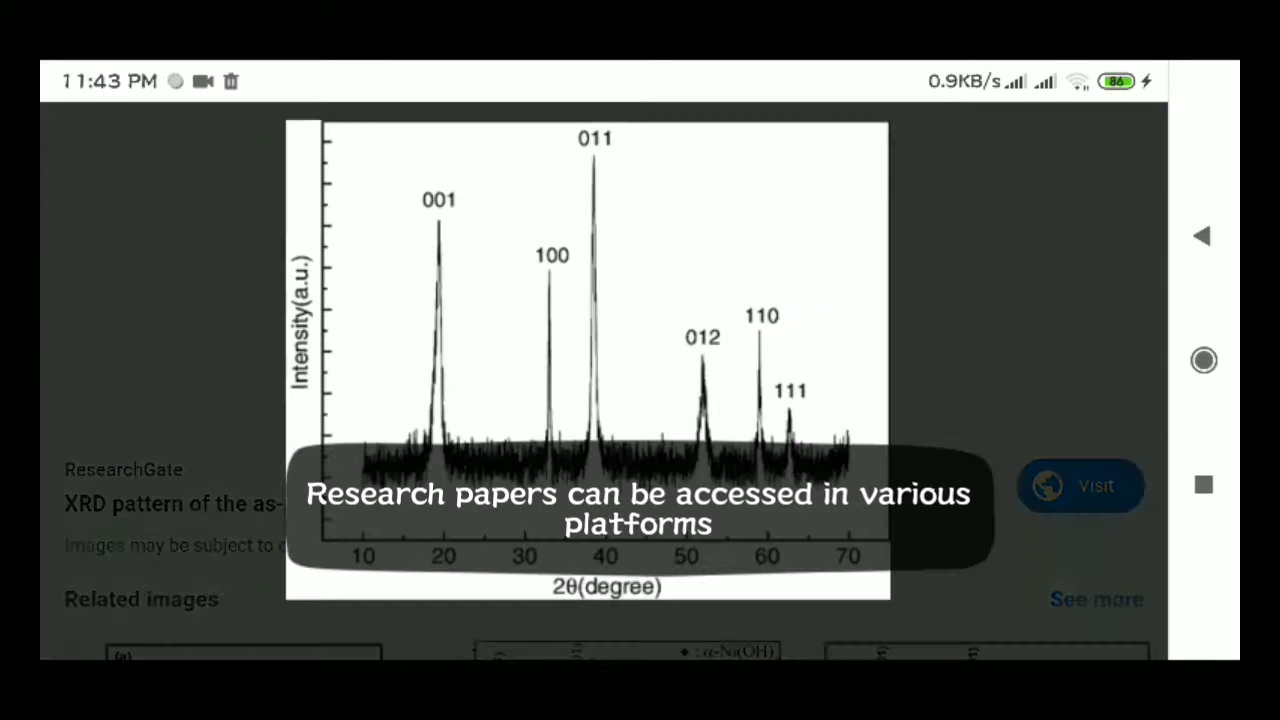 11:43 PM
0.9KB/s
86
011
001
100
110
012
111
Intensity(a.u.)
ResearchGate
XRD pattern of the as-
Visit
Research papers can be accessed in various
platforms
Images may be subject to c
10 20 30 40 50 60 70
2θ(degree)
Related images
See more
(a)
♦ : α-Ni(OH)